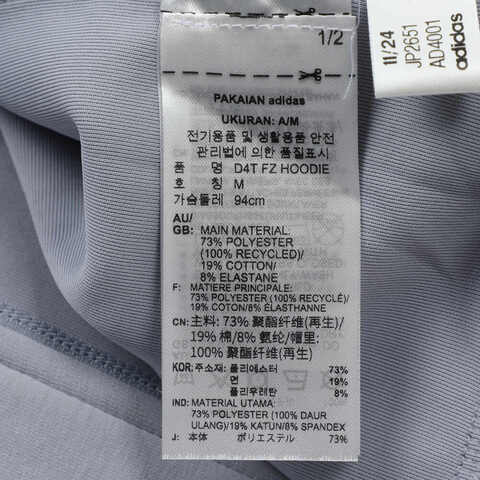 1/2
PAKAIAN adidas
UKURAN: A/M
전기용품 및 생활용품 안전
관리법에 의한 품질표시
품 명 D4T FZ HOODIE
호 칭 M
가슴둘레 94cm
AU/
GB: MAIN MATERIAL:
73% POLYESTER
(100% RECYCLED)/
19% COTTON/
8% ELASTANE
F: MATIERE PRINCIPALE:
73% POLYESTER (100% RECYCLÉ)/
19% COTON/8% ÉLASTHANNE
CN: 主料: 73% 聚酯纤维(再生)/
19% 棉/8% 氨纶/帽里:
100% 聚酯纤维(再生)
KOR: 주소재: 폴리에스터 73%
면 19%
폴리우레탄 8%
IND: MATERIAL UTAMA:
73% POLYESTER (100% DAUR
ULANG)/19% KATUN/8% SPANDEX
J: 本体 ポリエステル 73%
11/24
JP2651
AD4001
adidas